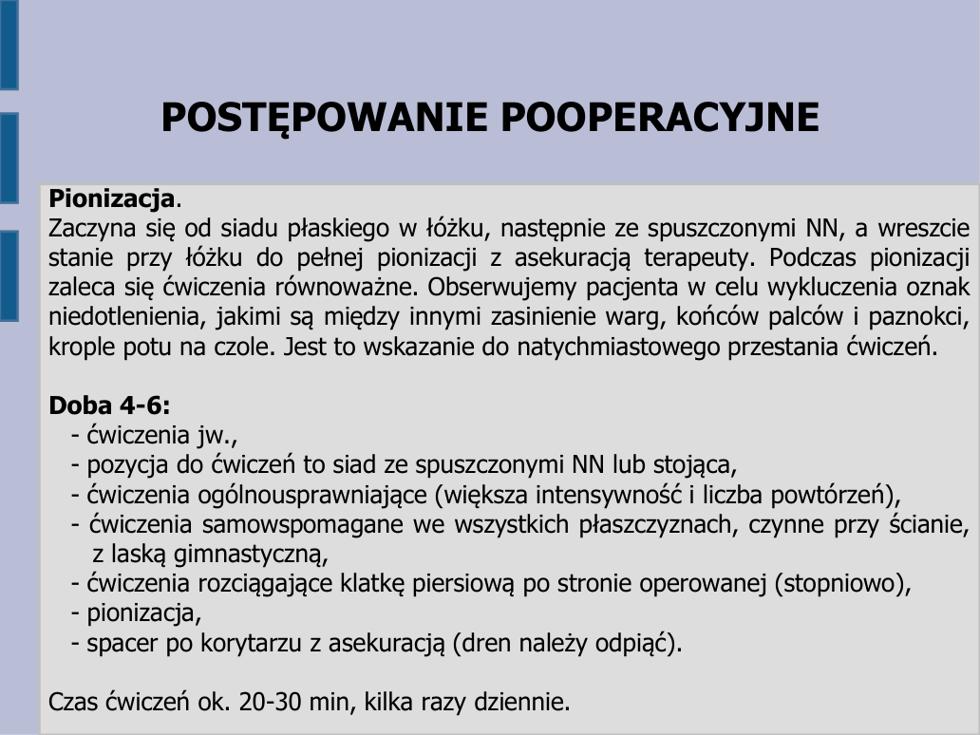 POSTĘPOWANIE POOPERACYJNE
Pionizacja.
Zaczyna się od siadu płaskiego w łóżku, następnie ze spuszczonymi NN, a wreszcie
stanie przy łóżku do pełnej pionizacji z asekuracją terapeuty. Podczas pionizacji
zaleca się ćwiczenia równoważne. Obserwujemy pacjenta w celu wykluczenia oznak
niedotlenienia, jakimi są między innymi zasinienie warg, końców palców i paznokci,
krople potu na czole. Jest to wskazanie do natychmiastowego przestania ćwiczeń.
Doba 4-6:
- ćwiczenia jw.,
- pozycja do ćwiczeń to siad ze spuszczonymi NN lub stojąca,
- ćwiczenia ogólnousprawniające (większa intensywność i liczba powtórzeń),
- ćwiczenia samowspomagane we wszystkich płaszczyznach, czynne przy ścianie,
z laską gimnastyczną,
- ćwiczenia rozciągające klatkę piersiową po stronie operowanej (stopniowo),
- pionizacja,
- spacer po korytarzu z asekuracją (dren należy odpiąć).
Czas ćwiczeń ok. 20-30 min, kilka razy dziennie.